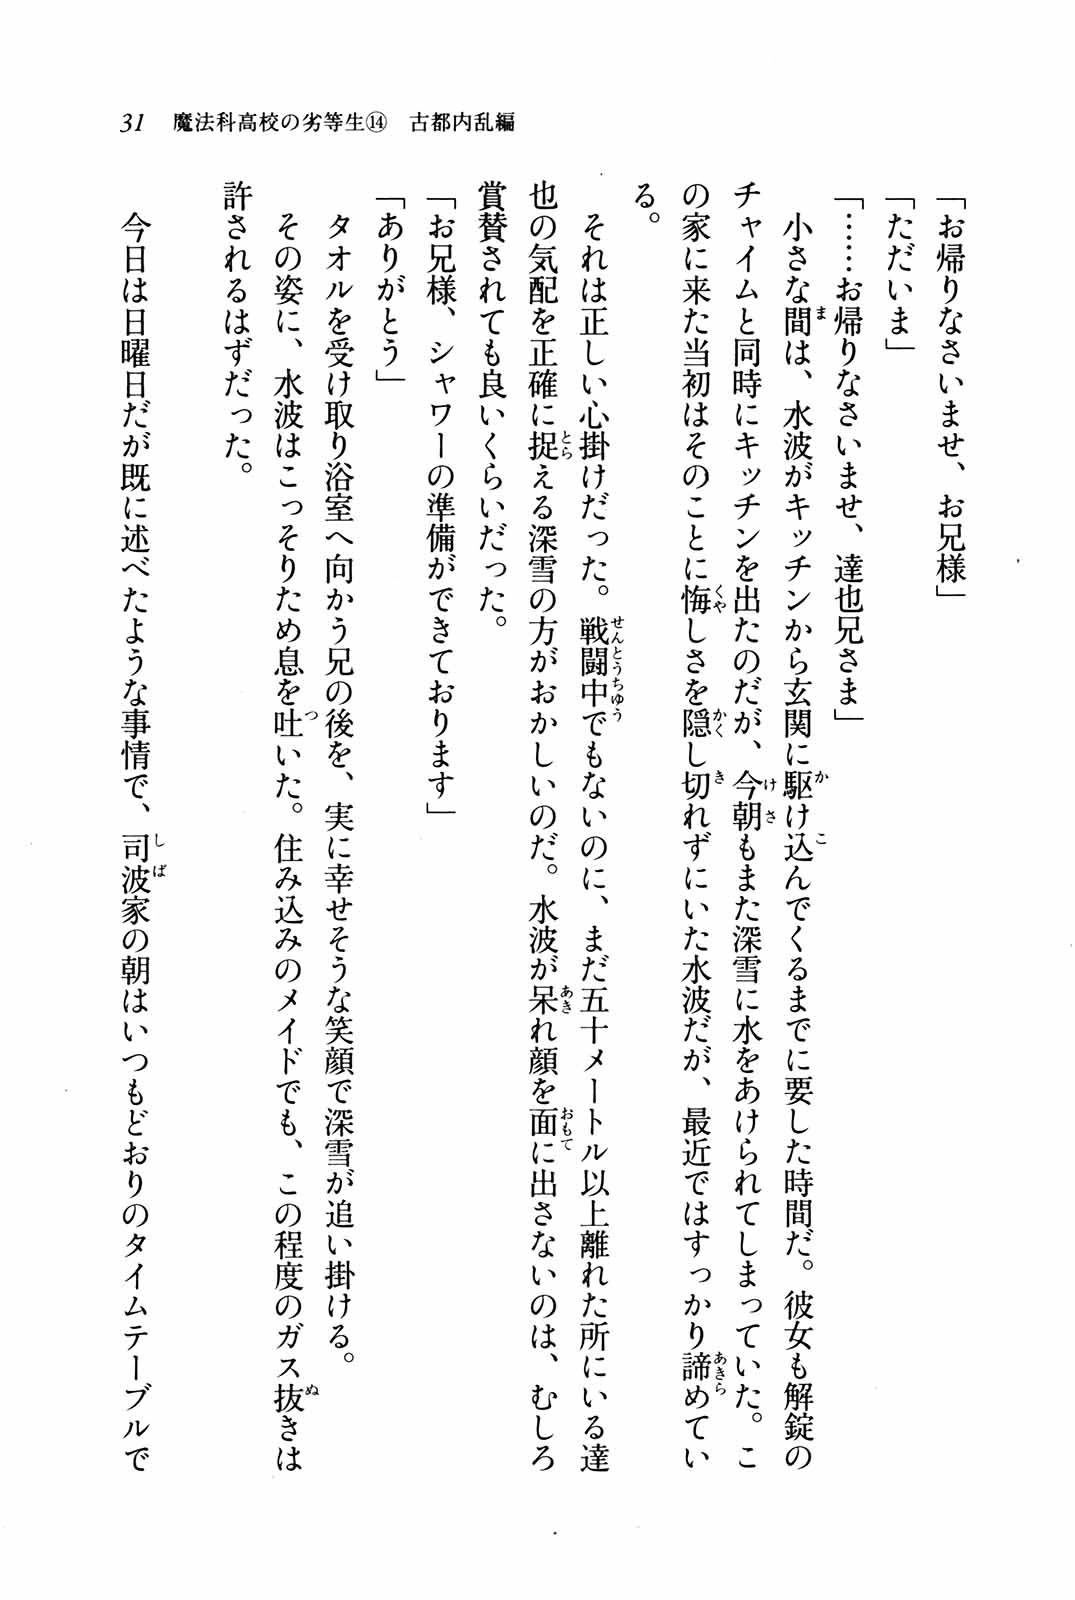 31 魔法科高校の劣等生⑭ 古都内乱編
「お帰りなさいませ、お兄様」
「ただいま」
「……お帰りなさいませ、達也兄さま」
小さな間は、水波がキッチンから玄関に駆け込んでくるまでに要した時間だ。彼女も解錠の
チャイムと同時にキッチンを出たのだが、今朝もまた深雪に水をあけられてしまっていた。こ
の家に来た当初はそのことに悔しさを隠し切れずにいた水波だが、最近ではすっかり諦めてい
る。
それは正しい心掛けだった。戦闘中でもないのに、まだ五十メートル以上離れた所にいる達
也の気配を正確に捉える深雪の方がおかしいのだ。水波が呆れ顔を面に出さないのは、むしろ
賞賛されても良いくらいだった。
「お兄様、シャワーの準備ができております」
「ありがとう」
タオルを受け取り浴室へ向かう兄の後を、実に幸せそうな笑顔で深雪が追い掛ける。
その姿に、水波はこっそりため息を吐いた。住み込みのメイドでも、この程度のガス抜きは
許されるはずだった。
今日は日曜日だが既に述べたような事情で、司波家の朝はいつもどおりのタイムテーブルで